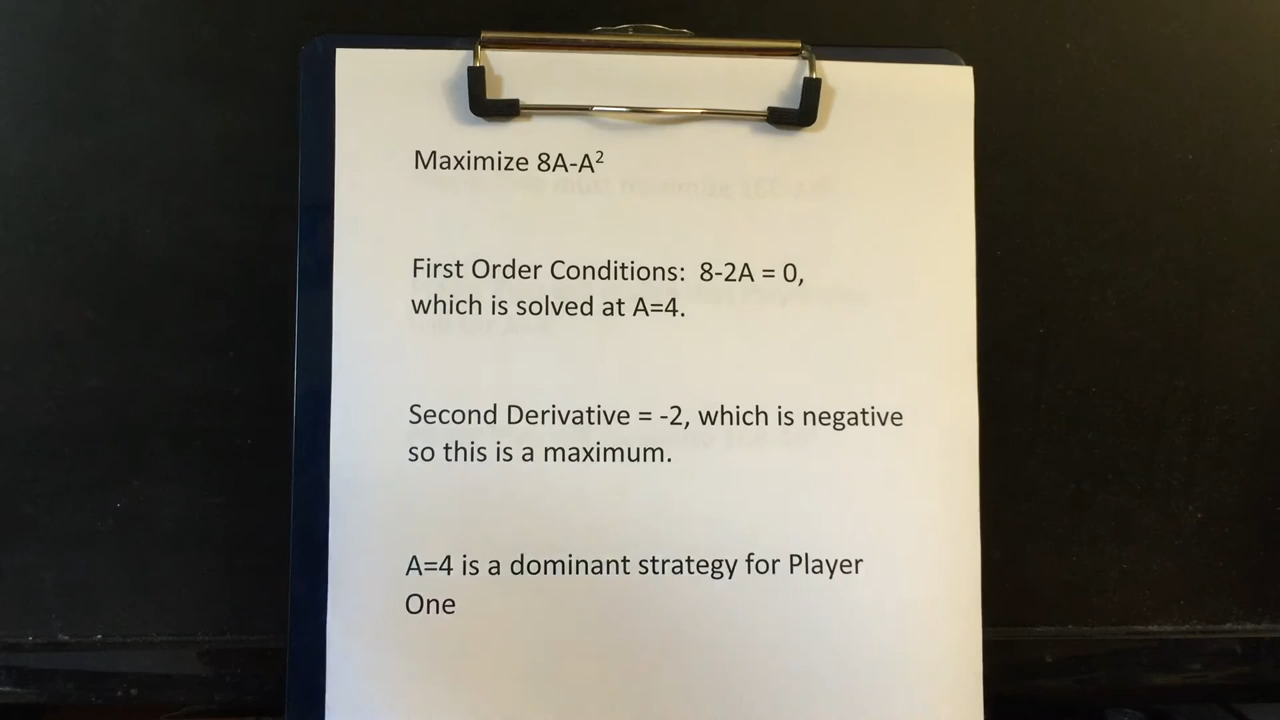 Maximize 8A-A²
First Order Conditions:  8-2A = 0,
which is solved at A=4.
Second Derivative = -2, which is negative
so this is a maximum.
A=4 is a dominant strategy for Player
One